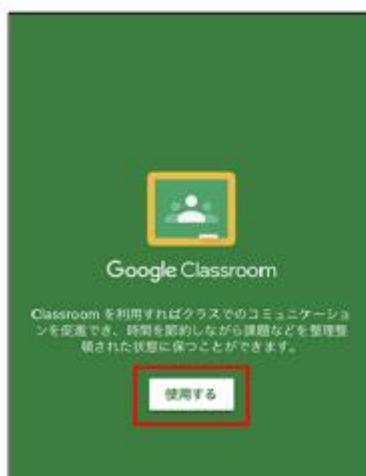 Google Classroom
Classroom を利用すればクラスでのコミュニケーショ
ンを促進でき、時間を節約しながら課題などを整理整
頓された状態に保つことができます。
使用する